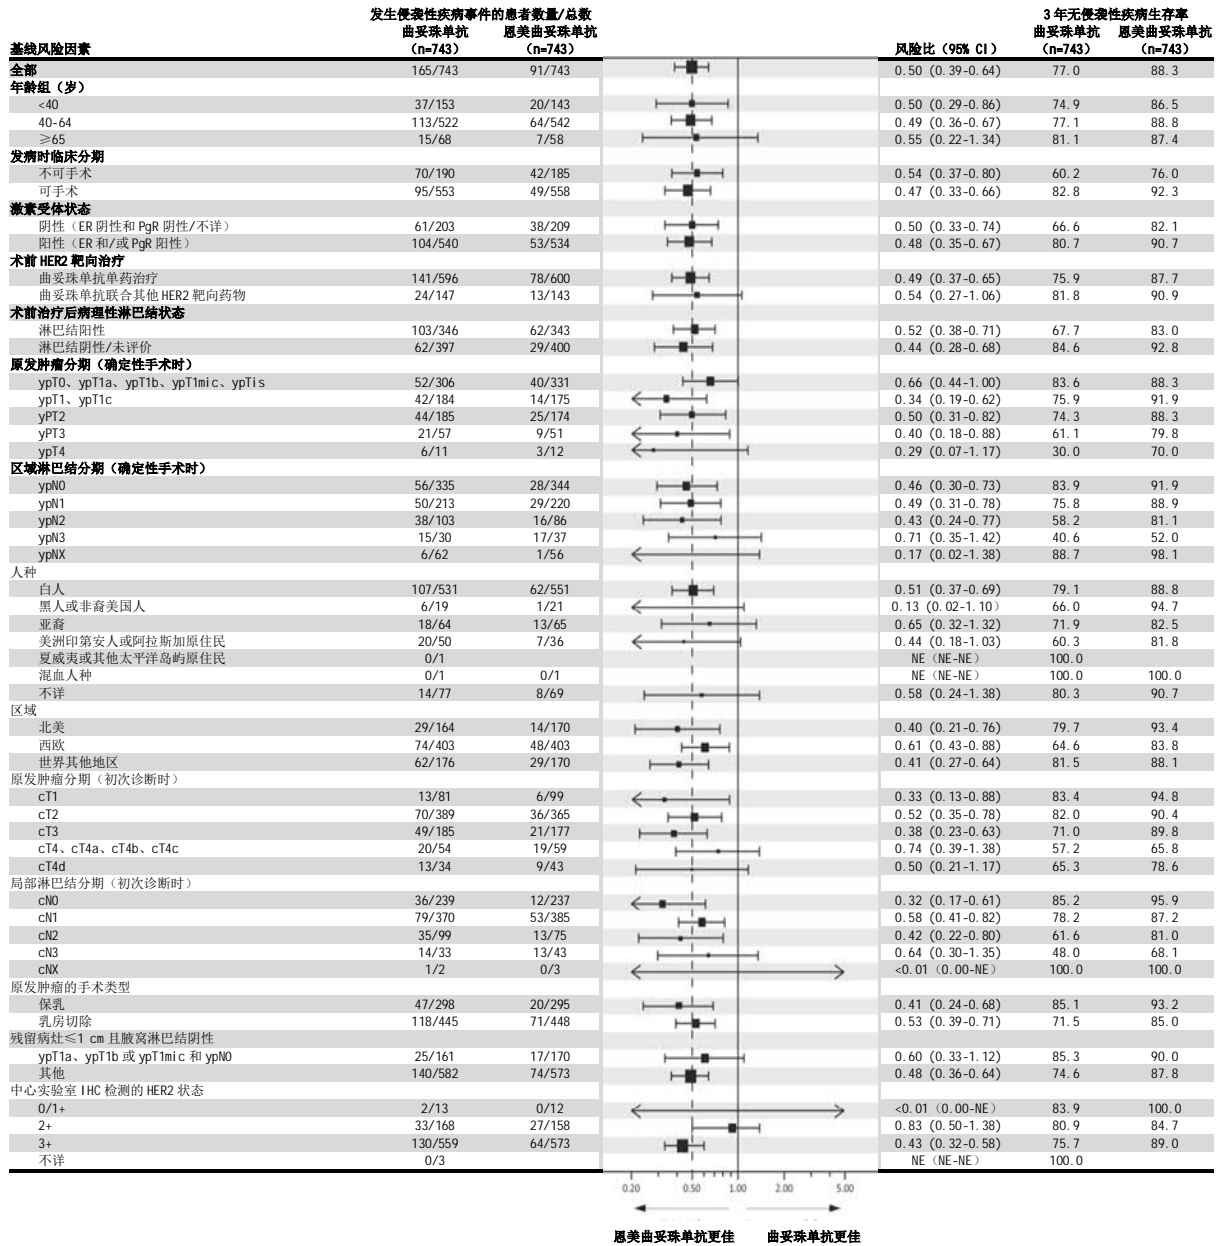 发生侵袭性疾病事件的患者数量/总数 3年无侵袭性疾病生存率
曲妥珠单抗 恩美曲妥珠单抗 曲妥珠单抗 恩美曲妥珠单抗
基线风险因素 (n=743) (n=743) 风险比（95% CI） (n=743) (n=743)
全部 165/743 91/743 0.50 (0.39-0.64) 77.0 88.3
年龄组（岁）
<40 37/153 20/143 0.50 (0.29-0.86) 74.9 86.5
40-64 113/522 64/542 0.49 (0.36-0.67) 77.1 88.8
≥65 15/68 7/58 0.55 (0.22-1.34) 81.1 87.4
发病时临床分期
不可手术 70/190 42/185 0.54 (0.37-0.80) 60.2 76.0
可手术 95/553 49/558 0.47 (0.33-0.66) 82.8 92.3
激素受体状态
阴性（ER 阴性和 PgR 阴性/不详） 61/203 38/209 0.50 (0.33-0.74) 66.6 82.1
阳性（ER 和/或 PgR 阳性） 104/540 53/534 0.48 (0.35-0.67) 80.7 90.7
术前 HER2 靶向治疗
曲妥珠单抗单药治疗 141/596 78/600 0.49 (0.37-0.65) 75.9 87.7
曲妥珠单抗联合其他 HER2 靶向药物 24/147 13/143 0.54 (0.27-1.06) 81.8 90.9
术前治疗后病理性淋巴结状态
淋巴结阳性 103/346 62/343 0.52 (0.38-0.71) 67.7 83.0
淋巴结阴性/未评价 62/397 29/400 0.44 (0.28-0.68) 84.6 92.8
原发肿瘤分期（确定性手术时）
ypT0、ypT1a、ypT1b、ypT1mic、ypTis 52/306 40/331 0.66 (0.44-1.00) 83.6 88.3
ypT1、ypT1c 42/184 14/175 0.34 (0.19-0.62) 75.9 91.9
yPT2 44/185 25/174 0.50 (0.31-0.82) 74.3 88.3
yPT3 21/57 9/51 0.40 (0.18-0.88) 61.1 79.8
ypT4 6/11 3/12 0.29 (0.07-1.17) 30.0 70.0
区域淋巴结分期（确定性手术时）
ypN0 56/335 28/344 0.46 (0.30-0.73) 83.9 91.9
ypN1 50/213 29/220 0.49 (0.31-0.78) 75.8 88.9
ypN2 38/103 16/86 0.43 (0.24-0.77) 58.2 81.1
ypN3 15/30 17/37 0.71 (0.35-1.42) 40.6 52.0
ypNX 6/62 1/56 0.17 (0.02-1.38) 88.7 98.1
人种
白人 107/531 62/551 0.51 (0.37-0.69) 79.1 88.8
黑人或非裔美国人 6/19 1/21 0.13 (0.02-1.10) 66.0 94.7
亚裔 18/64 13/65 0.65 (0.32-1.32) 71.9 82.5
美洲印第安人或阿拉斯加原住民 20/50 7/36 0.44 (0.18-1.03) 60.3 81.8
夏威夷或其他太平洋岛屿原住民 0/1 NE（NE-NE） 100.0
混血人种 0/1 0/1 NE（NE-NE） 100.0 100.0
不详 14/77 8/69 0.58 (0.24-1.38) 80.3 90.7
区域
北美 29/164 14/170 0.40 (0.21-0.76) 79.7 93.4
西欧 74/403 48/403 0.61 (0.43-0.88) 64.6 83.8
世界其他地区 62/176 29/170 0.41 (0.27-0.64) 81.5 88.1
原发肿瘤分期（初次诊断时）
cT1 13/81 6/99 0.33 (0.13-0.88) 83.4 94.8
cT2 70/389 36/365 0.52 (0.35-0.78) 82.0 90.4
cT3 49/185 21/177 0.38 (0.23-0.63) 71.0 89.8
cT4、cT4a、cT4b、cT4c 20/54 19/59 0.74 (0.39-1.38) 57.2 65.8
cT4d 13/34 9/43 0.50 (0.21-1.17) 65.3 78.6
局部淋巴结分期（初次诊断时）
cN0 36/239 12/237 0.32 (0.17-0.61) 85.2 95.9
cN1 79/370 53/385 0.58 (0.41-0.82) 78.2 87.2
cN2 35/99 13/75 0.42 (0.22-0.80) 61.6 81.0
cN3 14/33 13/43 0.64 (0.30-1.35) 48.0 68.1
cNX 1/2 0/3 <0.01（0.00-NE） 100.0 100.0
原发肿瘤的手术类型
保乳 47/298 20/295 0.41 (0.24-0.68) 85.1 93.2
乳房切除 118/445 71/448 0.53 (0.39-0.71) 71.5 85.0
残留病灶≤1 cm 且腋窝淋巴结阴性
ypT1a、ypT1b 或 ypT1mic 和 ypN0 25/161 17/170 0.60 (0.33-1.12) 85.3 90.0
其他 140/582 74/573 0.48 (0.36-0.64) 74.6 87.8
中心实验室 IHC 检测的 HER2 状态
0/1+ 2/13 0/12 <0.01（0.00-NE） 83.9 100.0
2+ 33/168 27/158 0.83 (0.50-1.38) 80.9 84.7
3+ 130/559 64/573 0.43 (0.32-0.58) 75.7 89.0
不详 0/3 NE（NE-NE） 100.0
0.20 0.50 1.00 2.00 5.00
恩美曲妥珠单抗更佳 曲妥珠单抗更佳